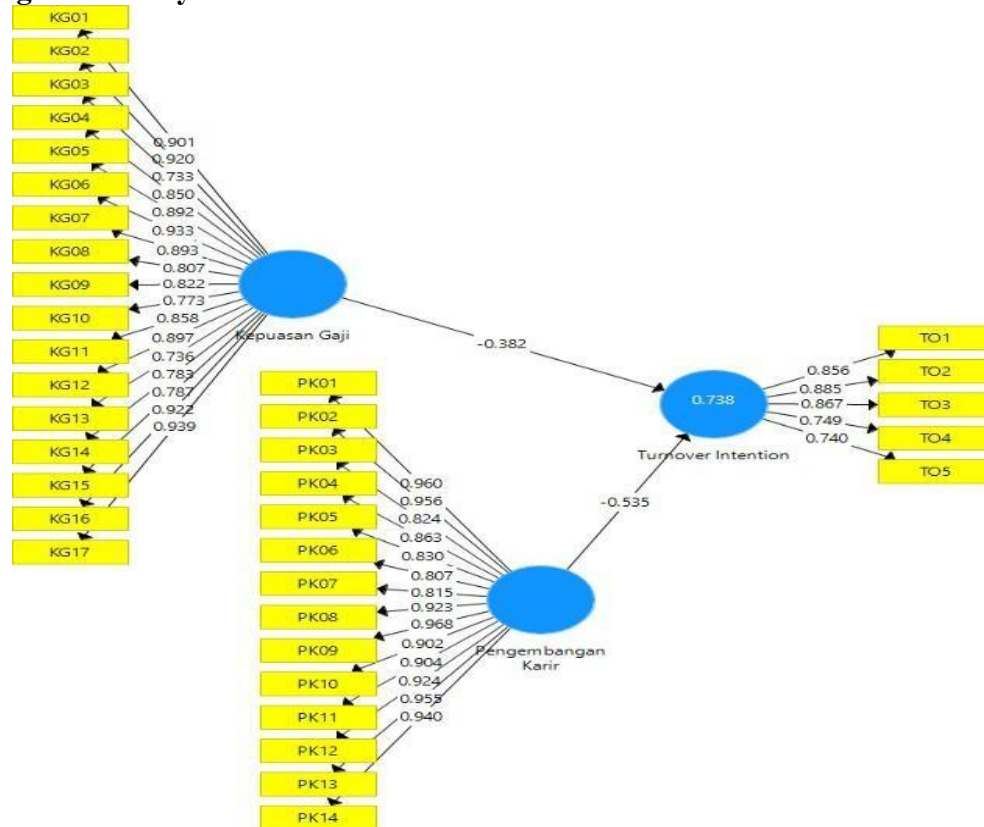 KG01
KG02
KG03
KG04
KG05
KG06
KG07
KG08
KG09
KG10
KG11
KG12
KG13
KG14
KG15
KG16
KG17
0.901
0.920
0.733
0.850
0.892
0.933
0.893
0.807
0.822
0.773
0.858
0.897
0.736
0.783
0.787
0.922
0.939
Kepuasan Gaji
-0.382
PK01
PK02
PK03
PK04
PK05
PK06
PK07
PK08
PK09
PK10
PK11
PK12
PK13
PK14
0.960
0.956
0.824
0.863
0.830
0.807
0.815
0.923
0.968
0.902
0.904
0.924
0.955
0.940
Pengembangan
Karir
-0.535
0.738
Turnover Intention
0.856
0.885
0.867
0.749
0.740
TO1
TO2
TO3
TO4
TO5